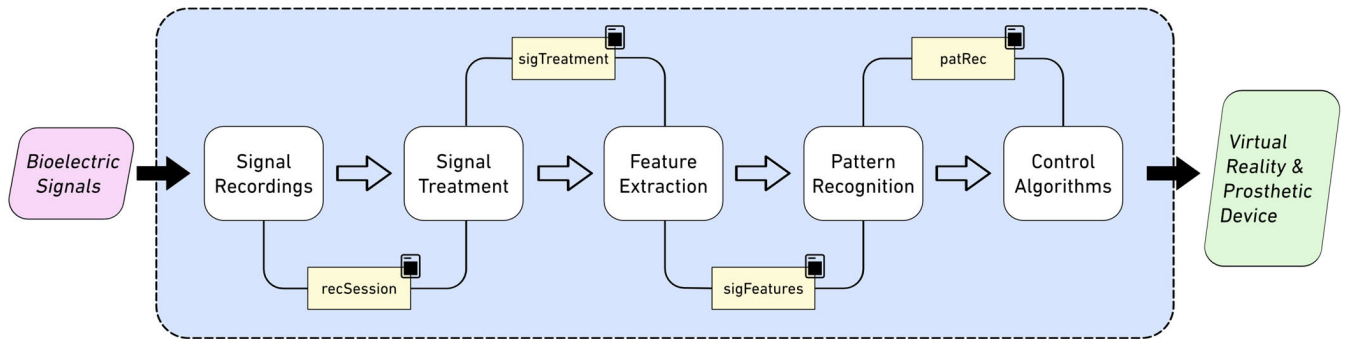 sigTreatment
patRec
Bioelectric
Signals
Signal
Recordings
Signal
Treatment
Feature
Extraction
Pattern
Recognition
Control
Algorithms
Virtual
Reality &
Prosthetic
Device
recSession
sigFeatures